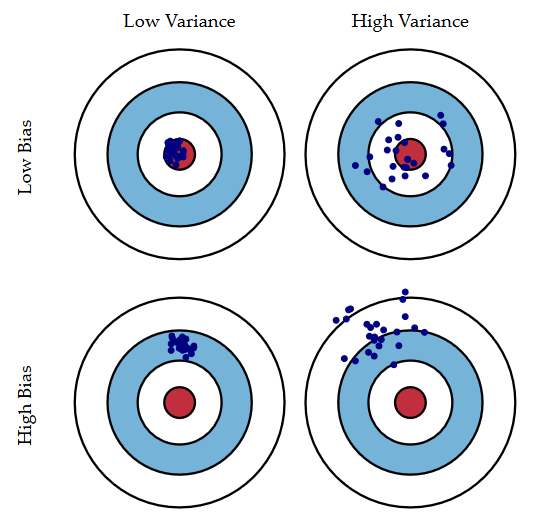 Low Variance
High Variance
Low Bias
High Bias